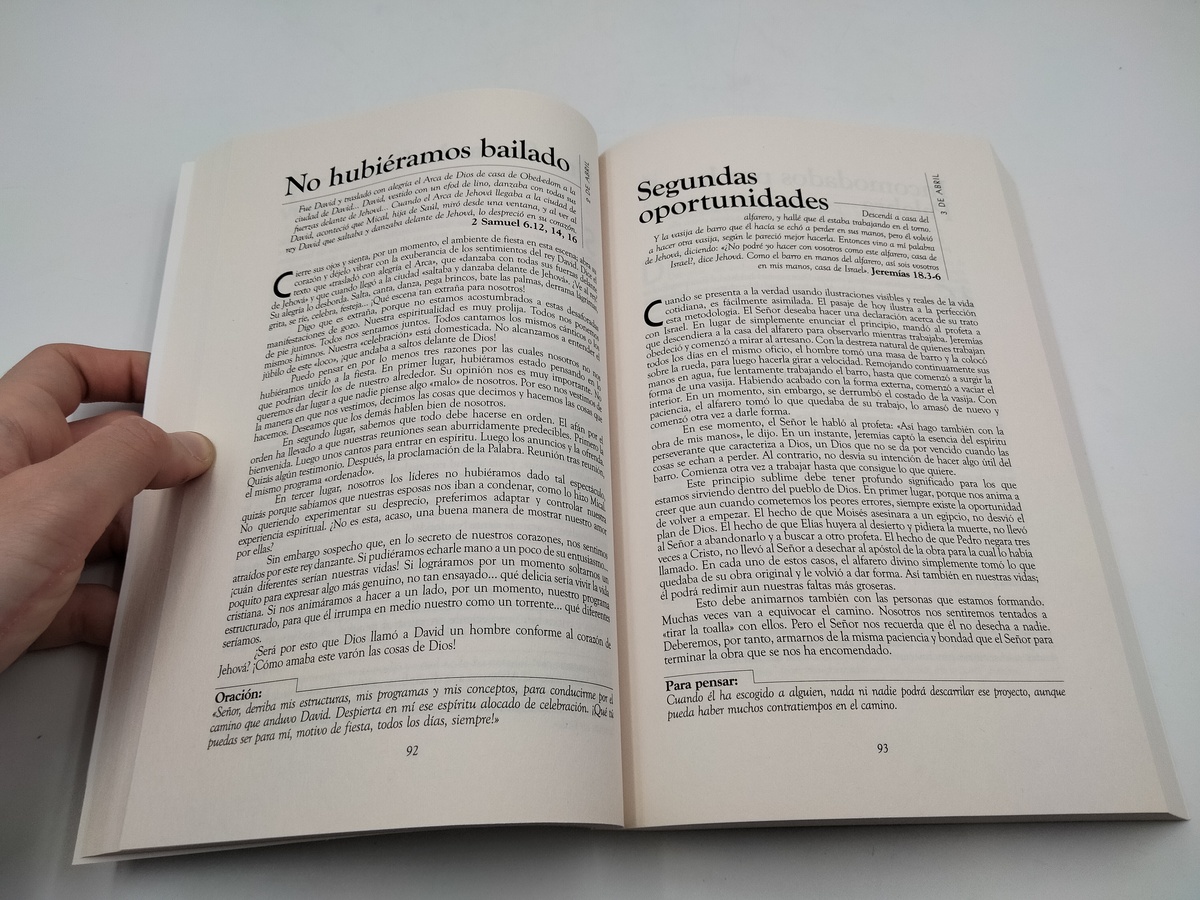 No hubiéramos bailado
DE ABRIL
Fue David y trasladó con alegría el Arca de Dios de casa de Obed-edom a la
ciudad de David... David, vestido con un efod de lino, danzaba con todas sus
fuerzas delante de Jehová... Cuando el Arca de Jehová llegaba a la ciudad de
David, aconteció que Mical, hija de Saúl, miró desde una ventana, y al ver al
rey David que saltaba y danzaba delante de Jehová, lo despreció en su corazón.
2 Samuel 6.12, 14, 16
Cierre sus ojos y sienta, por un momento, el ambiente de fiesta en esta escena; abra su
corazón y déjelo vibrar con la exuberancia de los sentimientos del rey David. Dice el
texto que «trasladó con alegría el Arca», que «danzaba con todas sus fuerzas delante
de Jehová» y que cuando llegó a la ciudad «saltaba y danzaba delante de Jehová». ¡Ve al rey?
Su alegría lo desborda. Salta, canta, danza, pega brincos, bate las palmas, derrama lágrimas,
grita, se ríe, celebra, festeja... ¡Qué escena tan extraña para nosotros!
Digo que es extraña, porque no estamos acostumbrados a estas desaforadas
manifestaciones de gozo. Nuestra espiritualidad es muy prolija. Todos nos ponemos
de pie juntos. Todos nos sentamos juntos. Todos cantamos los mismos cánticos o los
mismos himnos. Nuestra «celebración» está domesticada. No alcanzamos a entender el
júbilo de este «loco», ¡que andaba a saltos delante de Dios!
Puedo pensar en por lo menos tres razones por las cuales nosotros no nos
hubiéramos unido a la fiesta. En primer lugar, hubiéramos estado pensando en lo
que podrían decir los de nuestro alrededor. Su opinión nos es muy importante. No
queremos dar lugar a que nadie piense algo «malo» de nosotros. Por eso nos vestimos de
la manera en que nos vestimos, decimos las cosas que decimos y hacemos las cosas que
hacemos. Deseamos que los demás hablen bien de nosotros.
En segundo lugar, sabemos que todo debe hacerse en orden. El afán por el
orden ha llevado a que nuestras reuniones sean aburridamente predecibles. Primero la
bienvenida. Luego unos cantos para entrar en espíritu. Luego los anuncios y la ofrenda.
Quizás algún testimonio. Después, la proclamación de la Palabra. Reunión tras reunión,
el mismo programa «ordenado».
En tercer lugar, nosotros los líderes no hubiéramos dado tal espectáculo,
quizás porque sabíamos que nuestras esposas nos iban a condenar, como lo hizo Mical.
No queriendo experimentar su desprecio, preferimos adaptar y controlar nuestra
experiencia espiritual. ¿No es esta, acaso, una buena manera de mostrar nuestro amor
por ellas?
Sin embargo sospecho que, en lo secreto de nuestros corazones, nos sentimos
atraídos por este rey danzante. Si pudiéramos echarle mano a un poco de su entusiasmo...
¡cuán diferentes serían nuestras vidas! Si lográramos por un momento soltarnos un
poquito para expresar algo más genuino, no tan ensayado... qué delicia sería vivir la vida
cristiana. Si nos animáramos a hacer a un lado, por un momento, nuestro programa
estructurado, para que él irrumpa en medio nuestro como un torrente... qué diferentes
seríamos.
¿Será por esto que Dios llamó a David un hombre conforme al corazón de
Jehová? ¡Cómo amaba este varón las cosas de Dios!
Oración:
«Señor, derriba mis estructuras, mis programas y mis conceptos, para conducirme por el
camino que anduvo David. Despierta en mí ese espíritu alocado de celebración. ¡Qué tú
puedas ser para mí, motivo de fiesta, todos los días, siempre!»
92
Segundas
oportunidades
3 DE ABRIL
Descendí a casa del
alfarero, y hallé que él estaba trabajando en el torno.
Y la vasija de barro que él hacía se echó a perder en sus manos, pero él volvió
a hacer otra vasija, según le pareció mejor hacerla. Entonces vino a mí palabra
de Jehová, diciendo: «¿No podré yo hacer con vosotros como este alfarero, casa de
Israel?, dice Jehová. Como el barro en manos del alfarero, así sois vosotros
en mis manos, casa de Israel». Jeremías 18.3-6
Cuando se presenta a la verdad usando ilustraciones visibles y reales de la vida
cotidiana, es fácilmente asimilada. El pasaje de hoy ilustra a la perfección
esta metodología. El Señor deseaba hacer una declaración acerca de su trato
con Israel. En lugar de simplemente enunciar el principio, mandó al profeta a
que descendiera a la casa del alfarero para observarlo mientras trabajaba. Jeremías
obedeció y comenzó a mirar al artesano. Con la destreza natural de quienes trabajan
todos los días en el mismo oficio, el hombre tomó una masa de barro y la colocó
sobre la rueda, para luego hacerla girar a velocidad. Remojando continuamente sus
manos en agua, fue lentamente trabajando el barro, hasta que comenzó a surgir la
forma de una vasija. Habiendo acabado con la forma externa, comenzó a vaciar el
interior. En un momento, sin embargo, se derrumbó el costado de la vasija. Con
paciencia, el alfarero tomó lo que quedaba de su trabajo, lo amasó de nuevo y
comenzó otra vez a darle forma.
En ese momento, el Señor le habló al profeta: «Así hago también con la
obra de mis manos», le dijo. En un instante, Jeremías captó la esencia del espíritu
perseverante que caracteriza a Dios, un Dios que no se da por vencido cuando las
cosas se echan a perder. Al contrario, no desvía su intención de hacer algo útil del
barro. Comienza otra vez a trabajar hasta que consigue lo que quiere.
Este principio sublime debe tener profundo significado para los que
estamos sirviendo dentro del pueblo de Dios. En primer lugar, porque nos anima a
creer que aun cuando cometemos los peores errores, siempre existe la oportunidad
de volver a empezar. El hecho de que Moisés asesinara a un egipcio, no desvió el
plan de Dios. El hecho de que Elías huyera al desierto y pidiera la muerte, no llevó
al Señor a abandonarlo y a buscar a otro profeta. El hecho de que Pedro negara tres
veces a Cristo, no llevó al Señor a desechar al apóstol de la obra para la cual lo había
llamado. En cada uno de estos casos, el alfarero divino simplemente tomó lo que
quedaba de su obra original y le volvió a dar forma. Así también en nuestras vidas;
él podrá redimir aun nuestras faltas más groseras.
Esto debe animarnos también con las personas que estamos formando.
Muchas veces van a equivocar el camino. Nosotros nos sentiremos tentados a
«tirar la toalla» con ellos. Pero el Señor nos recuerda que él no desecha a nadie.
Deberemos, por tanto, armarnos de la misma paciencia y bondad que el Señor para
terminar la obra que se nos ha encomendado.
Para pensar:
Cuando él ha escogido a alguien, nada ni nadie podrá descarrilar ese proyecto, aunque
pueda haber muchos contratiempos en el camino.
93